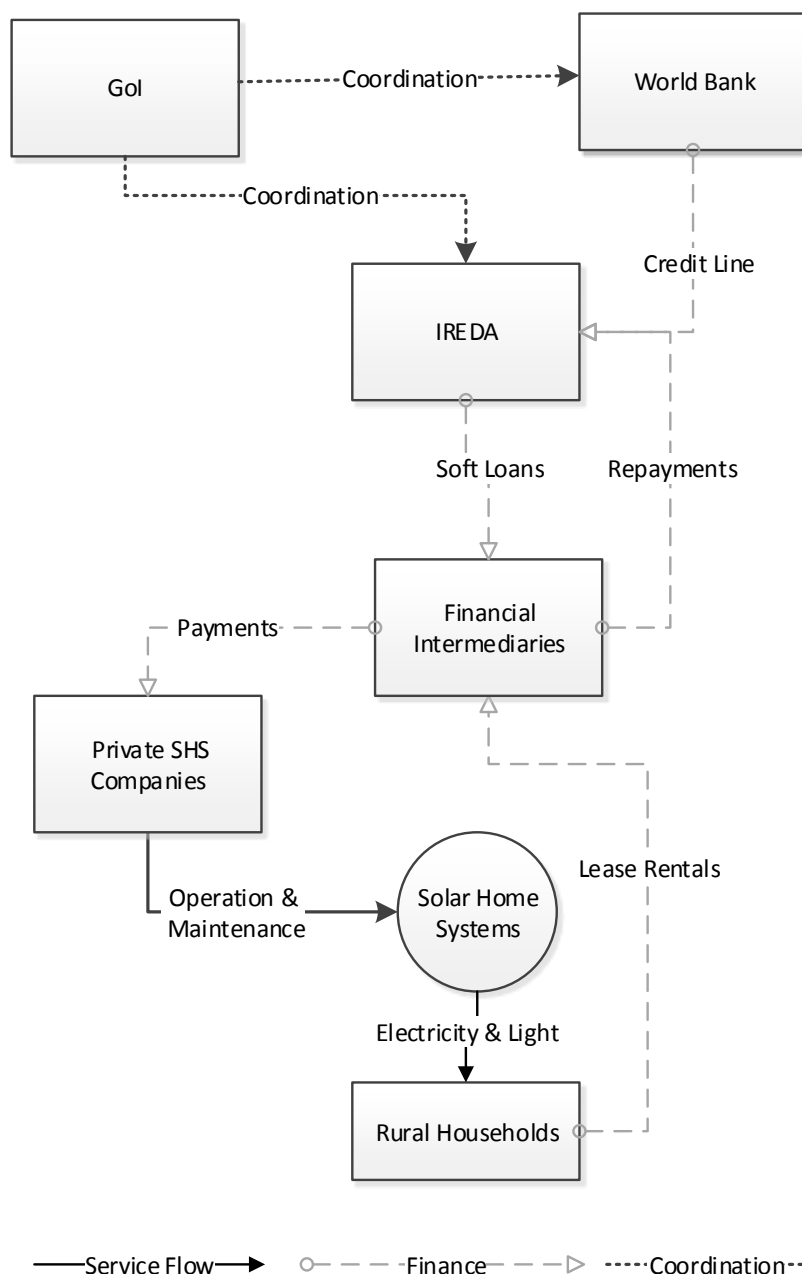 GoI
Coordination
World Bank
Coordination
Credit Line
IREDA
Soft Loans
Repayments
Financial
Intermediaries
Payments
Private SHS
Companies
Lease Rentals
Operation &
Maintenance
Solar Home
Systems
Electricity & Light
Rural Households
Service Flow
Finance
Coordination